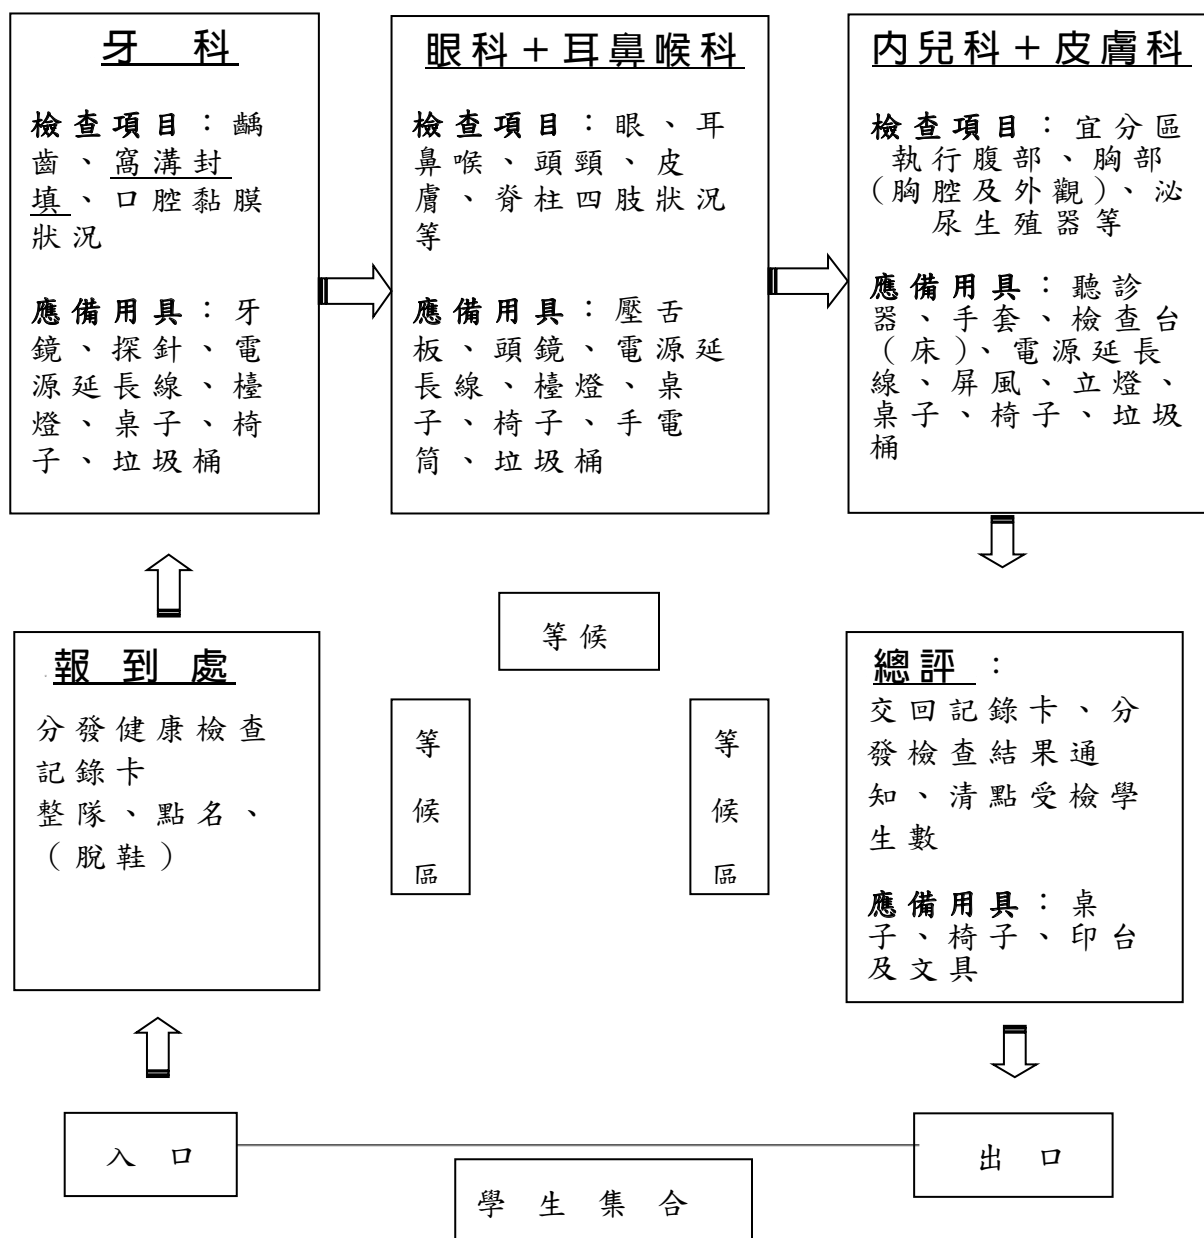 牙 科
檢查項目：齲
齒、窩溝封
填、口腔黏膜
狀況
應備用具：牙
鏡、探針、電
源延長線、檯
燈、桌子、椅
子、垃圾桶
眼科＋耳鼻喉科
檢查項目：眼、耳
鼻喉、頭頸、皮
膚、脊柱四肢狀況
等
應備用具：壓舌
板、頭鏡、電源延
長線、檯燈、桌
子、椅子、手電
筒、垃圾桶
內兒科＋皮膚科
檢查項目：宜分區
執行腹部、胸部
(胸腔及外觀)、泌
尿生殖器等
應備用具：聽診
器、手套、檢查台
（床）、電源延長
線、屏風、立燈、
桌子、椅子、垃圾
桶
報 到 處
分發健康檢查
記錄卡
整隊、點名、
（脫鞋）
等候
等
候
區
等
候
區
總評：
交回記錄卡、分
發檢查結果通
知、清點受檢學
生數
應備用具：桌
子、椅子、印台
及文具
入 口
出 口
學 生 集 合